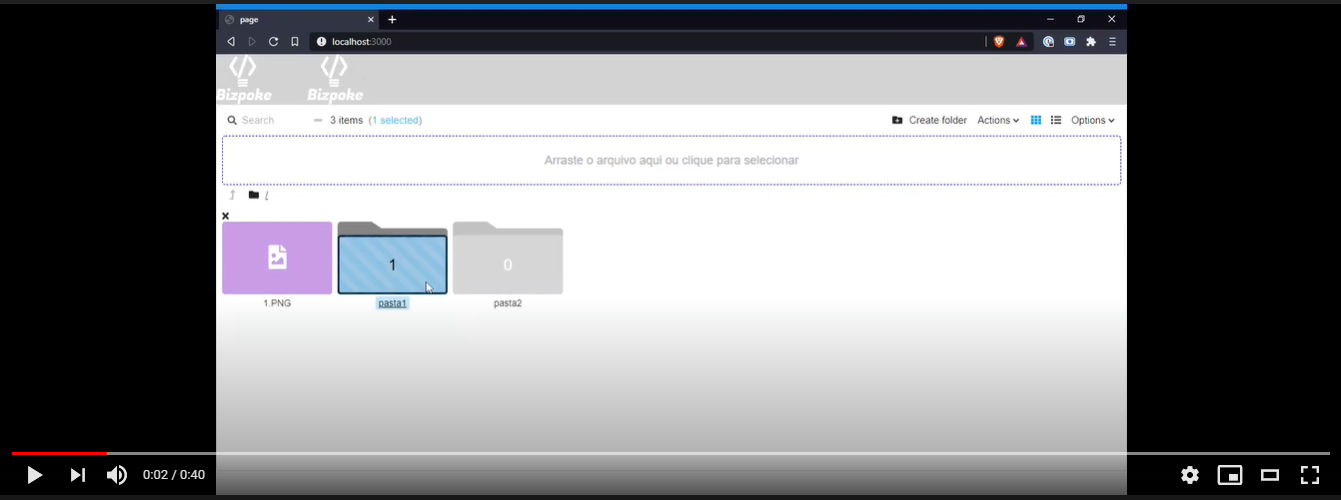 page
localhost:3000
Bizpoke Bizpoke
Search 3 items (1 selected) Create folder Actions Options
Arraste o arquivo aqui ou clique para selecionar
/
1 0
1.PNG pasta1 pasta2
0:02 / 0:40